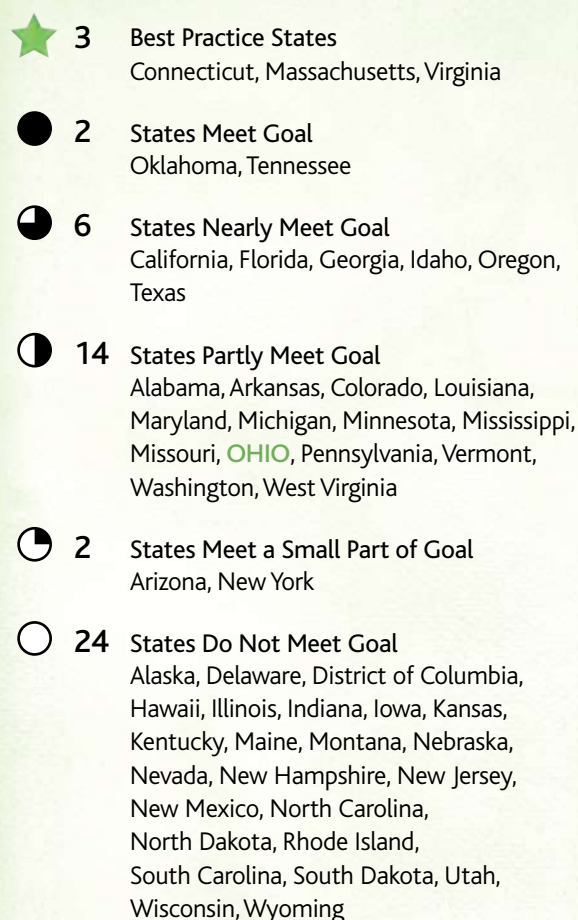 3 Best Practice States
Connecticut, Massachusetts, Virginia
2 States Meet Goal
Oklahoma, Tennessee
6 States Nearly Meet Goal
California, Florida, Georgia, Idaho, Oregon,
Texas
14 States Partly Meet Goal
Alabama, Arkansas, Colorado, Louisiana,
Maryland, Michigan, Minnesota, Mississippi,
Missouri, OHIO, Pennsylvania, Vermont,
Washington, West Virginia
2 States Meet a Small Part of Goal
Arizona, New York
24 States Do Not Meet Goal
Alaska, Delaware, District of Columbia,
Hawaii, Illinois, Indiana, Iowa, Kansas,
Kentucky, Maine, Montana, Nebraska,
Nevada, New Hampshire, New Jersey,
New Mexico, North Carolina,
North Dakota, Rhode Island,
South Carolina, South Dakota, Utah,
Wisconsin, Wyoming